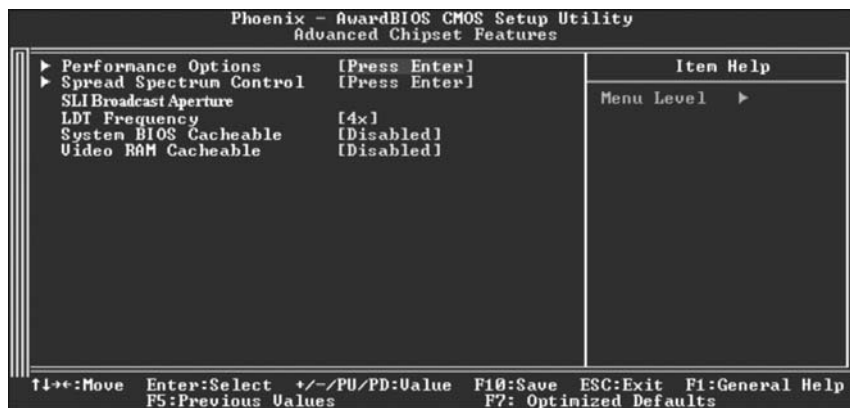 Phoenix - AwardBIOS CMOS Setup Utility
Advanced Chipset Features
▶ Performance Options [Press Enter]
▶ Spread Spectrum Control [Press Enter]
SLI Broadcast Aperture
LDT Frequency [4x]
System BIOS Cacheable [Disabled]
Video RAM Cacheable [Disabled]
Item Help
Menu Level ▶
↑↓→←:Move Enter:Select +/-/PU/PD:Value F10:Save ESC:Exit F1:General Help
F5:Previous Values F7: Optimized Defaults